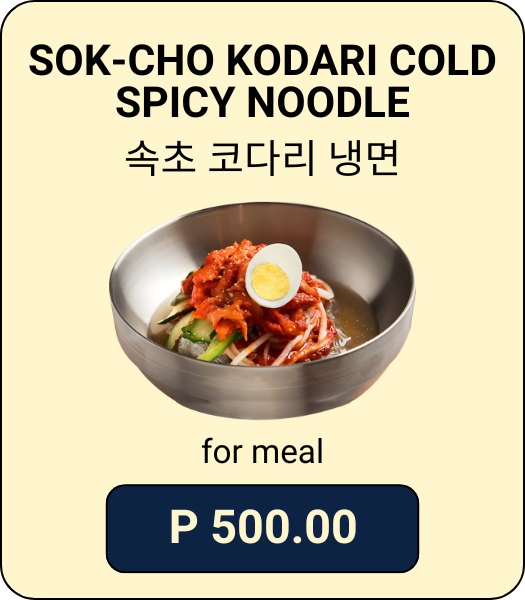 SOK-CHO KODARI COLD
SPICY NOODLE
속초 코다리 냉면
for meal
P 500.00